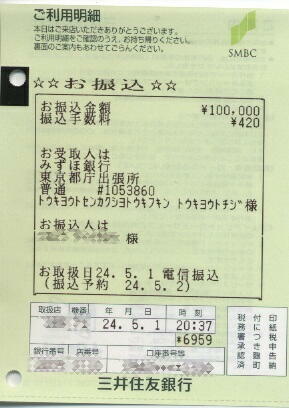 ご利用明細
本日はご来店いただきありがとうございます。
ご利用明細をご確認のうえ、お持ち帰りください。
裏面のご案内もあわせてごらんください。
SMBC
☆☆お振込☆☆
お振込金額 ¥100,000
振込手数料 ¥420
お受取人は
みずほ銀行
東京都庁出張所
普通 #1053860
トウキヨウトセンカクシヨトウキフキン トウキヨウトチジ様
お振込人は
様
お取扱日24.5.1電信振込
(振込予約 24.5.2)
取扱店 機番 年月日 時刻
24.5.1 20:37
*6959
銀行番号 店番号 口座番号等
印紙税申告納
付につき麹町
税務署承認済
三井住友銀行